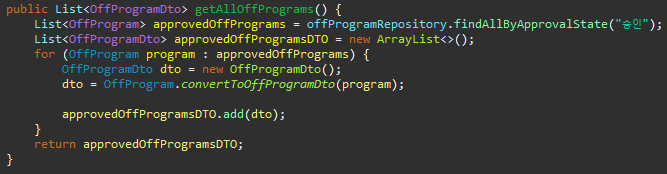 public List<OffProgramDto> getAllOffPrograms() {
    List<OffProgram> approvedOffPrograms = offProgramRepository.findAllByApprovalState("승인");
    List<OffProgramDto> approvedOffProgramsDTO = new ArrayList<>();
    for (OffProgram program : approvedOffPrograms) {
        OffProgramDto dto = new OffProgramDto();
        dto = OffProgram.convertToOffProgramDto(program);

        approvedOffProgramsDTO.add(dto);
    }
    return approvedOffProgramsDTO;
}